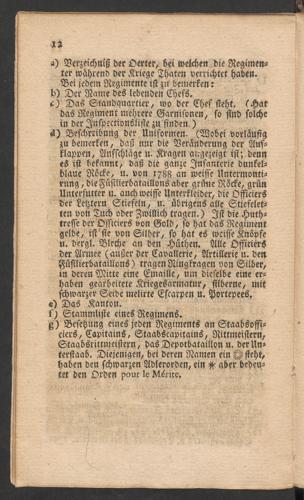 12
a) Verzeichniß der Oerter, bei welchen die Regimen-
ter während der Kriege Thaten verrichtet haben.
Bei jedem Regimente ist zu bemerken:
b) Der Name des lebenden Chefs.
c) Das Standquartier, wo der Chef steht. (Hat
das Regiment mehrere Garnisonen, so sind solche
in der Inspectionsliste zu finden.)
d) Beschreibung der Uniformen. (Wobei vorläufig
zu bemerken, daß nur die Veränderung der Auf-
klappen, Aufschläge u. Kragen angezeigt ist; denn
es ist bekannt, daß die ganze Infanterie dunkel-
blaue Röcke, u. von 1788 an weisse Untermonti-
rung, die Füsilierbataillons aber grüne Röcke, grün
Unterfutter u. auch weisse Unterkleider, die Officiers
der Letztern Stiefeln, u. übrigens alle Stiefelet-
ten von Tuch oder Zwillich tragen.) Ist die Huth-
tresse der Officiers von Gold, so hat das Regiment
gelbe, ist sie von Silber, so hat es weisse Knöpfe
u. dergl. Bleche an den Hüthen. Alle Officiers
der Armee (ausser der Cavallerie, Artillerie u. den
Füsilierbataillons) tragen Ringkragen von Silber,
in deren Mitte eine Emaille, um dieselbe eine er-
haben gearbeitete Kriegesarmatur, silberne, mit
schwarzer Seide melirte Escarpen u. Portepees.
e) Das Kanton.
f) Stammliste eines Regimens.
g) Besetzung eines jeden Regiments an Staabsoffi-
ciers, Capitains, Staabscapitains, Rittmeistern,
Staabsrittmeistern, das Depotbataillon u. der Un-
terstaab. Diejenigen, bei deren Namen ein ۞ steht,
haben den schwarzen Adlerorden, ein * aber bedeu-
tet den Orden pour le Mérite.